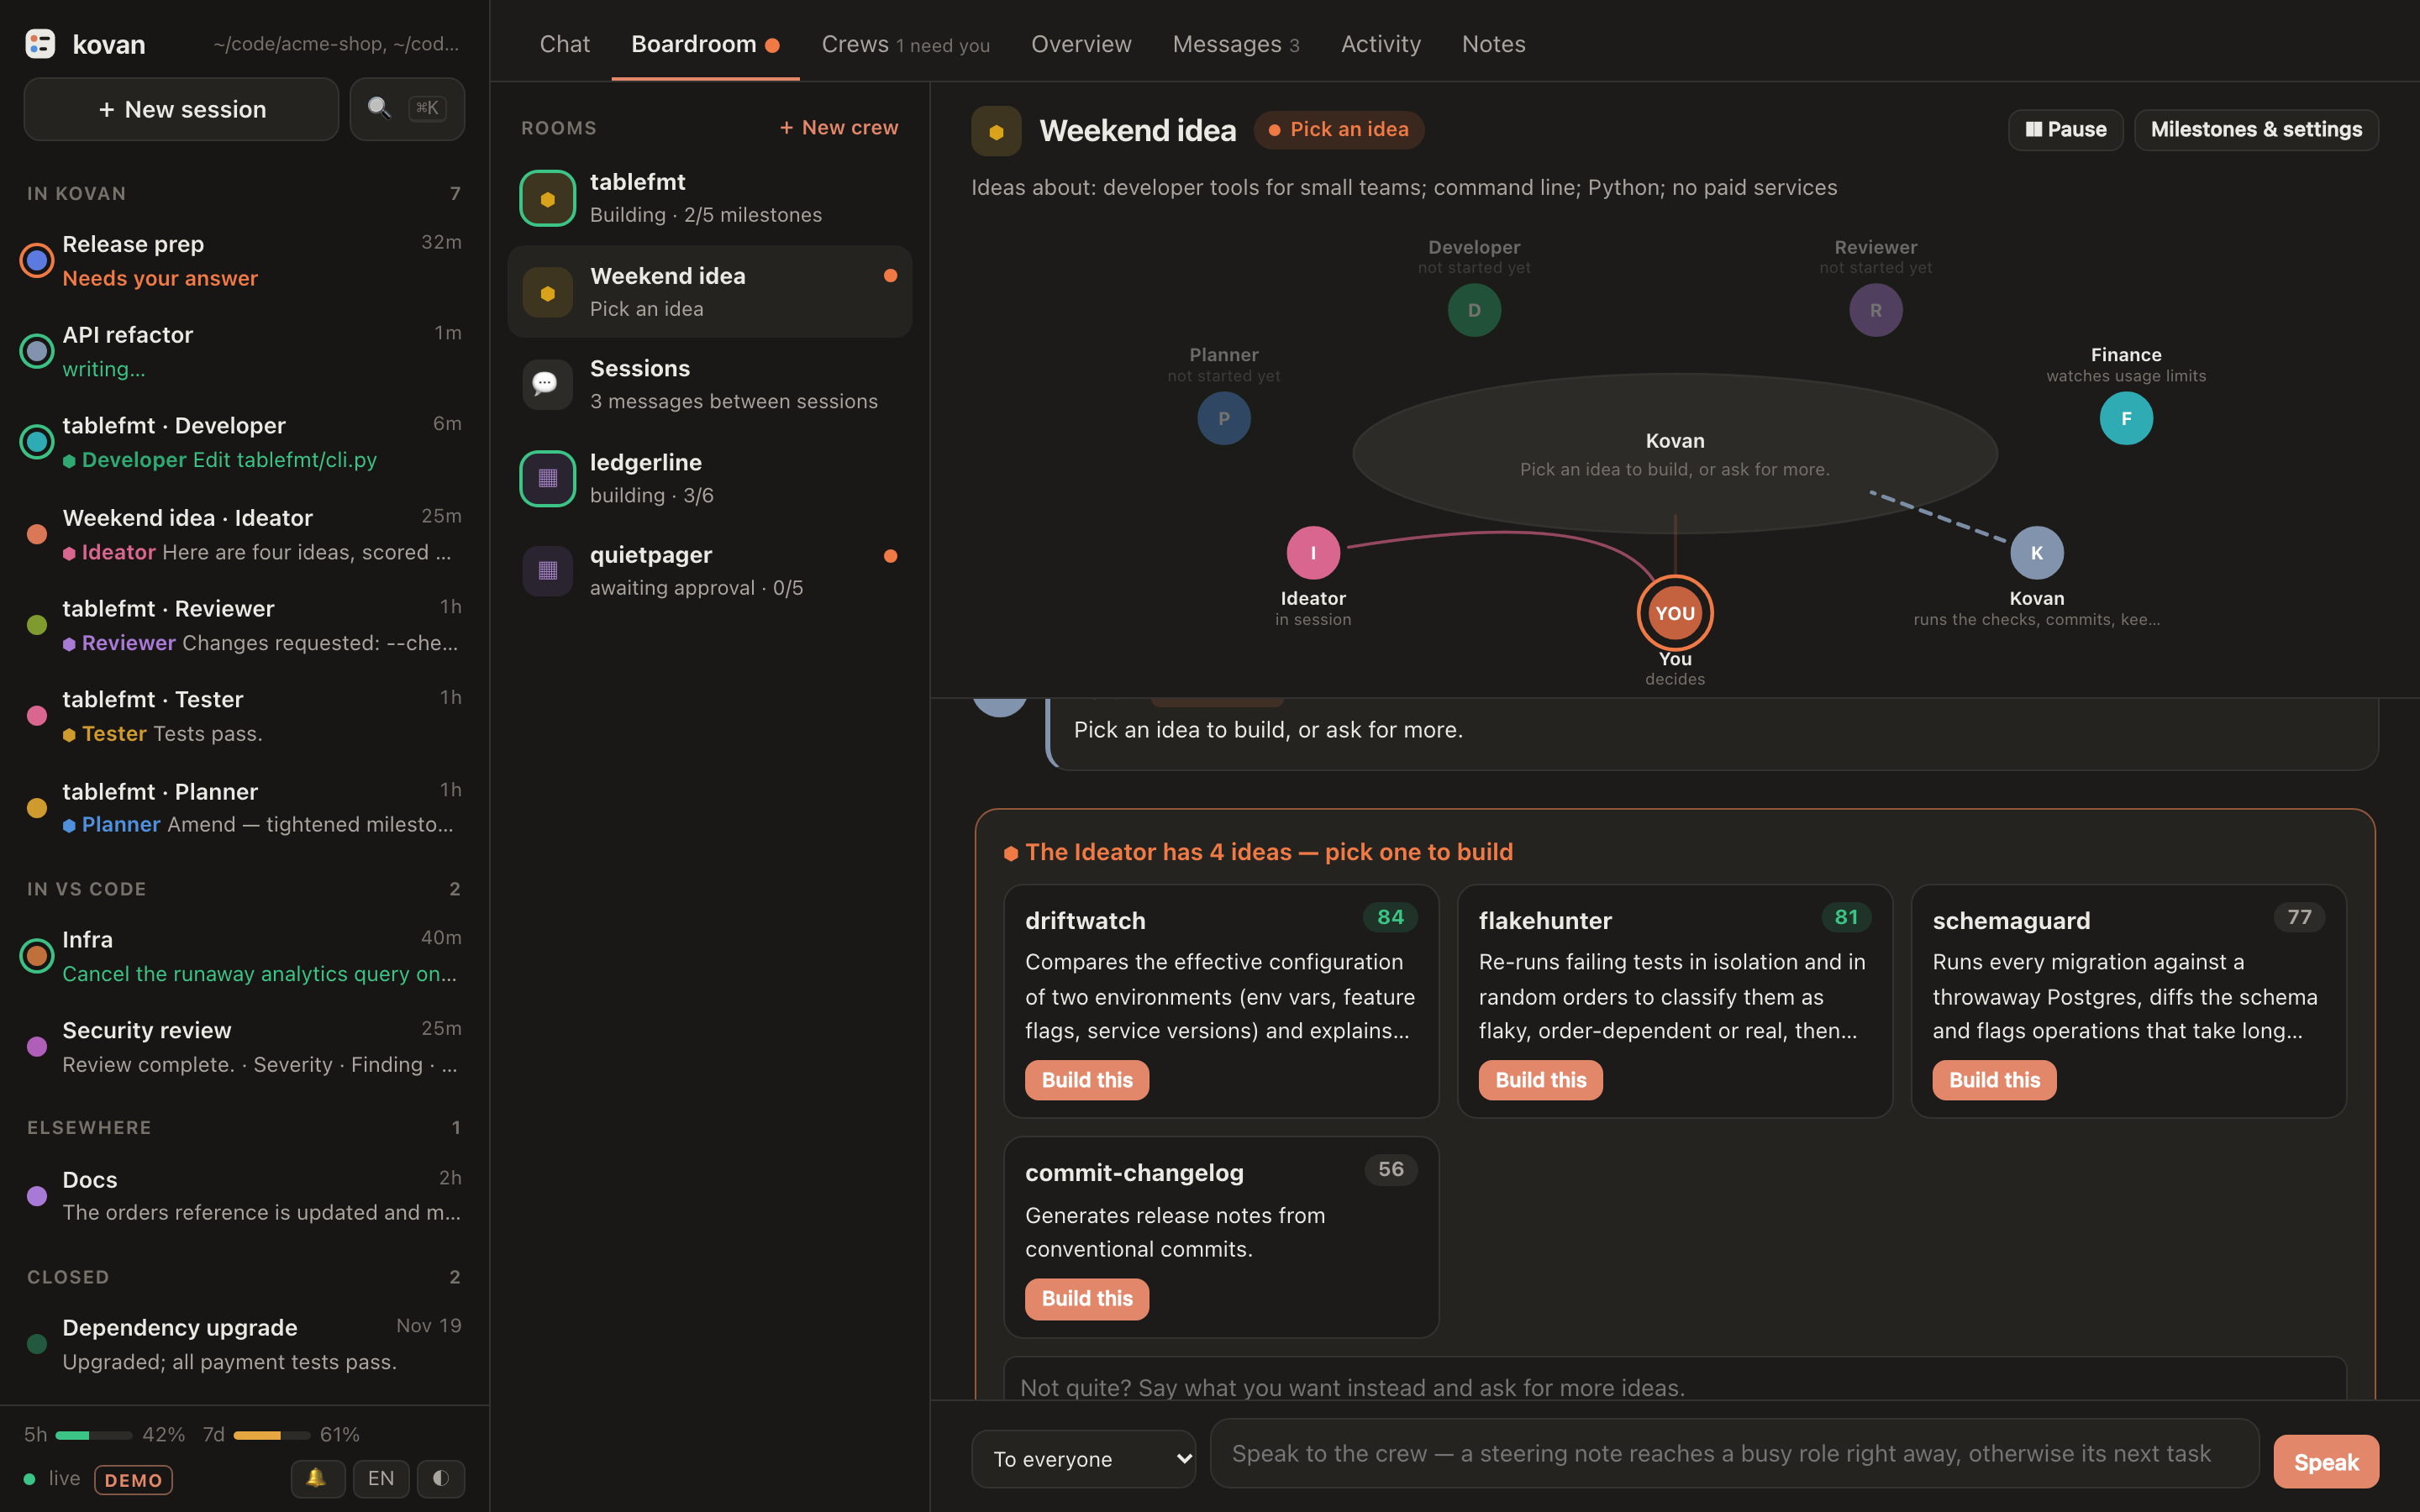 kovan
~/code/acme-shop, ~/cod...
+ New session
⌘K
IN KOVAN 7
Release prep 32m
Needs your answer
API refactor 1m
writing...
tablefmt · Developer 6m
Developer Edit tablefmt/cli.py
Weekend idea · Ideator 25m
Ideator Here are four ideas, scored ...
tablefmt · Reviewer 1h
Reviewer Changes requested: --che...
tablefmt · Tester 1h
Tester Tests pass.
tablefmt · Planner 1h
Planner Amend — tightened milesto...
IN VS CODE 2
Infra 40m
Cancel the runaway analytics query on...
Security review 25m
Review complete. · Severity · Finding · ...
ELSEWHERE 1
Docs 2h
The orders reference is updated and m...
CLOSED 2
Dependency upgrade Nov 19
Upgraded; all payment tests pass.
5h 42% 7d 61%
live DEMO EN
Chat Boardroom Crews 1 need you Overview Messages 3 Activity Notes
ROOMS + New crew
tablefmt
Building · 2/5 milestones
Weekend idea
Pick an idea
Sessions
3 messages between sessions
ledgerline
building · 3/6
quietpager
awaiting approval · 0/5
Weekend idea Pick an idea Pause Milestones & settings
Ideas about: developer tools for small teams; command line; Python; no paid services
Developer
not started yet
D
Reviewer
not started yet
R
Planner
not started yet
P
Finance
watches usage limits
F
Kovan
Pick an idea to build, or ask for more.
I
Ideator
in session
YOU
You
decides
K
Kovan
runs the checks, commits, kee...
Pick an idea to build, or ask for more.
The Ideator has 4 ideas — pick one to build
driftwatch 84
Compares the effective configuration
of two environments (env vars, feature
flags, service versions) and explains...
Build this
flakehunter 81
Re-runs failing tests in isolation and in
random orders to classify them as
flaky, order-dependent or real, then...
Build this
schemaguard 77
Runs every migration against a
throwaway Postgres, diffs the schema
and flags operations that take long...
Build this
commit-changelog 56
Generates release notes from
conventional commits.
Build this
Not quite? Say what you want instead and ask for more ideas.
To everyone
Speak to the crew — a steering note reaches a busy role right away, otherwise its next task
Speak